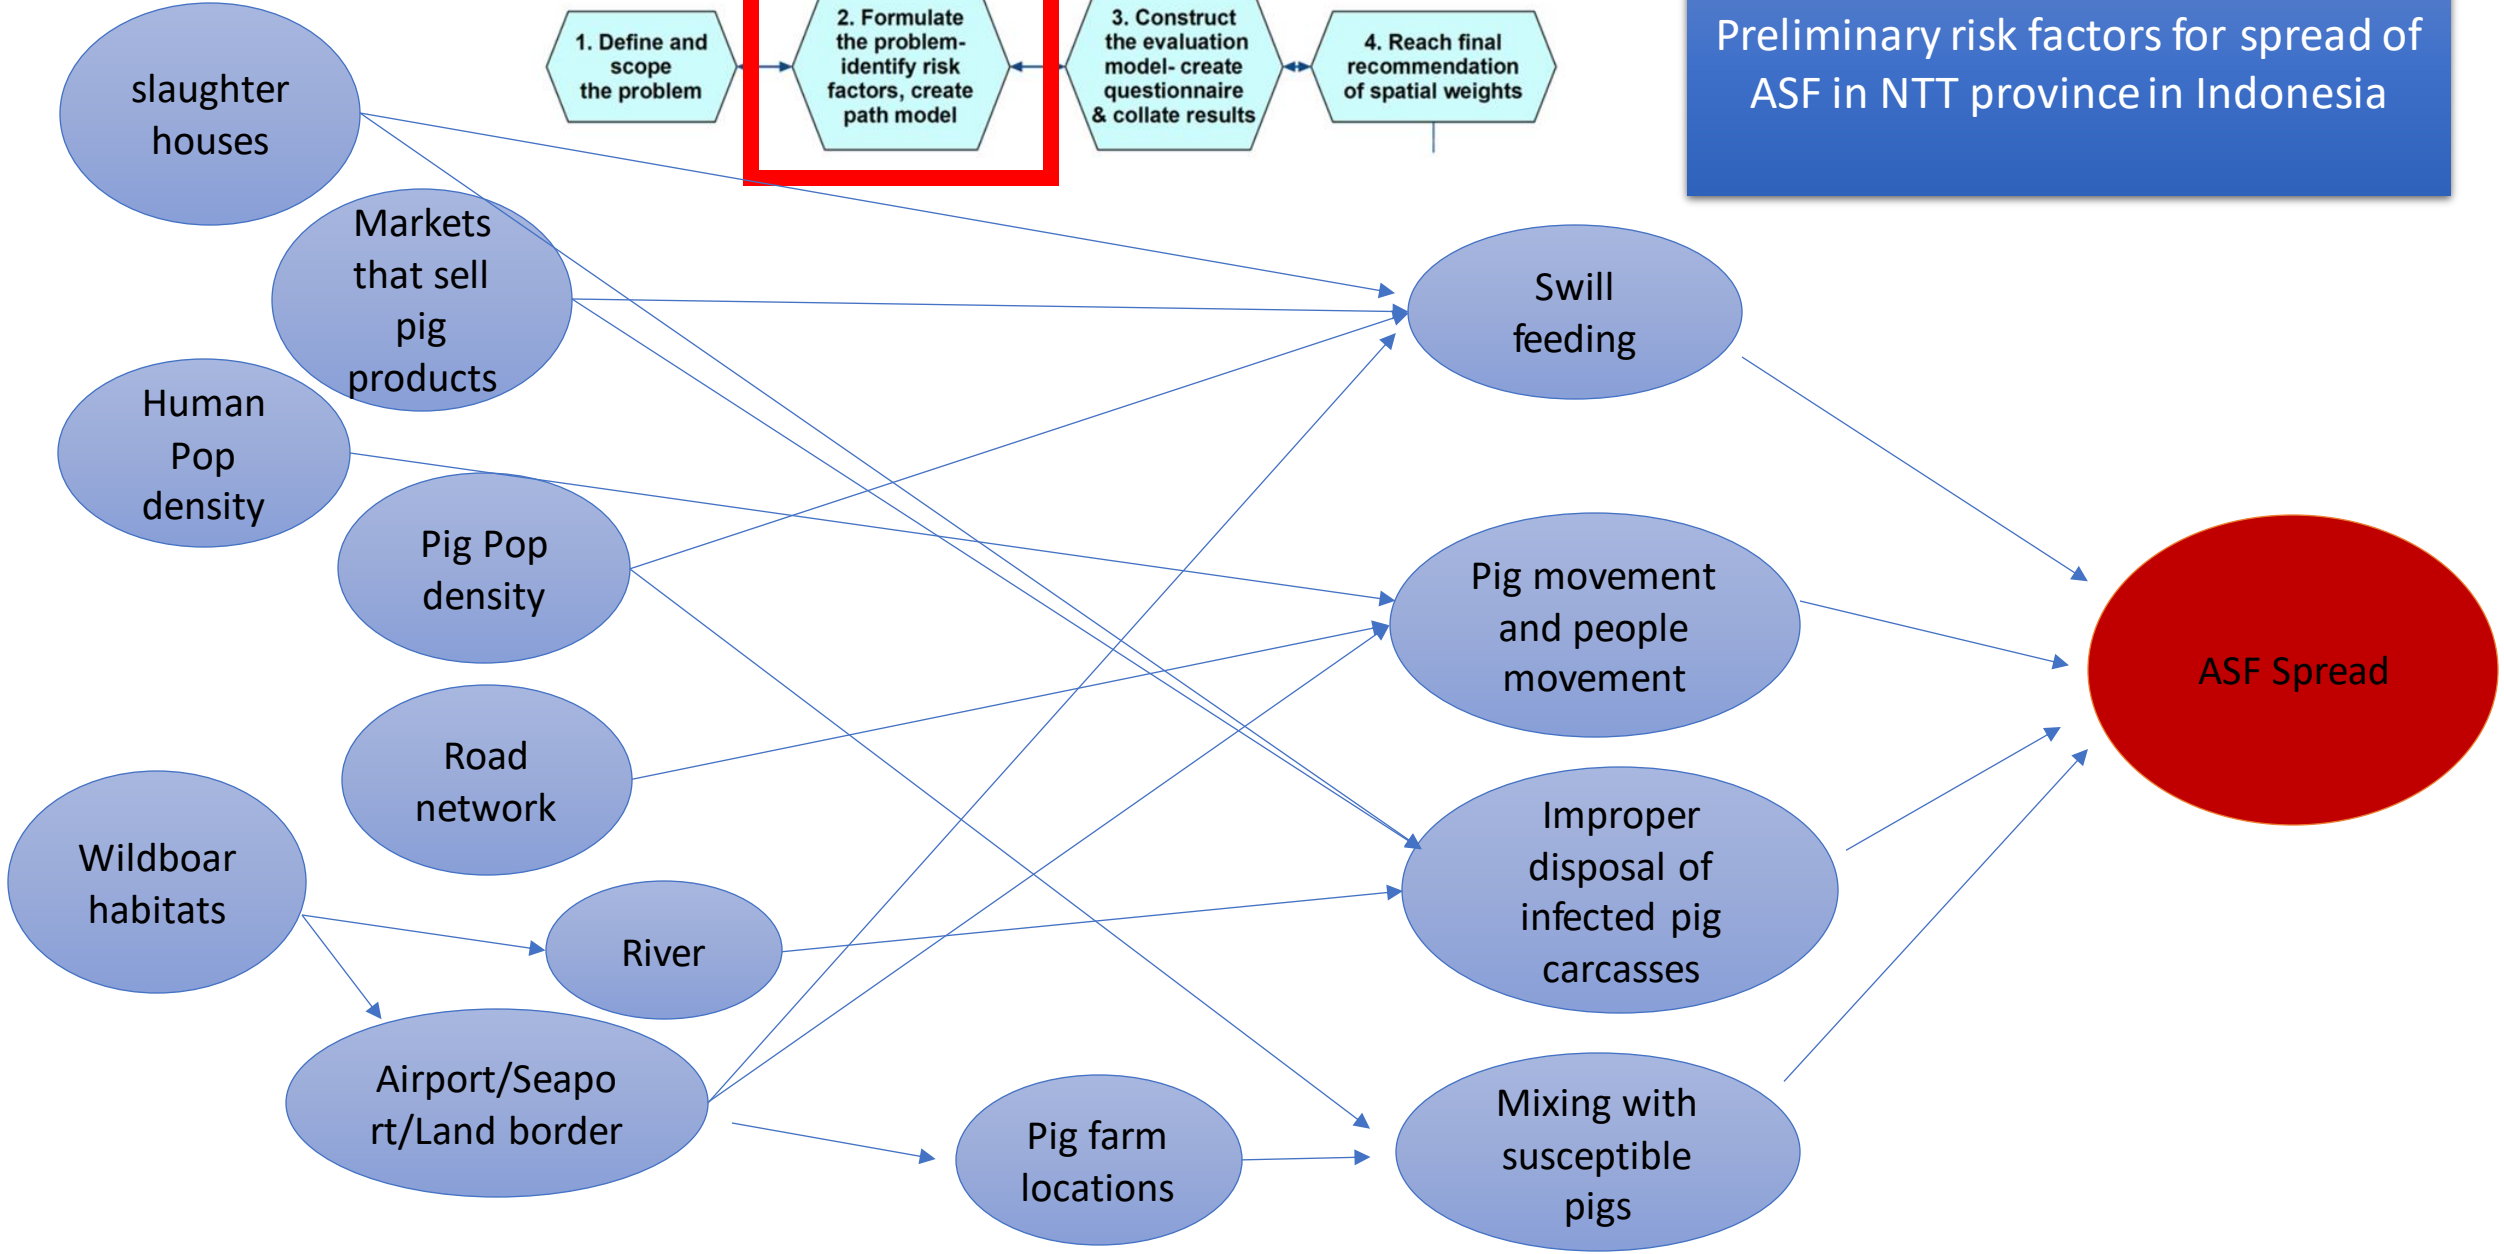 1. Define and
scope
the problem
2. Formulate
the problem-
identify risk
factors, create
path model
3. Construct
the evaluation
model- create
questionnaire
& collate results
4. Reach final
recommendation
of spatial weights
Preliminary risk factors for spread of
ASF in NTT province in Indonesia
slaughter
houses
Markets
that sell
pig
products
Human
Pop
density
Pig Pop
density
Road
network
Wildboar
habitats
River
Airport/Seapo
rt/Land border
Pig farm
locations
Swill
feeding
Pig movement
and people
movement
Improper
disposal of
infected pig
carcasses
Mixing with
susceptible
pigs
ASF Spread